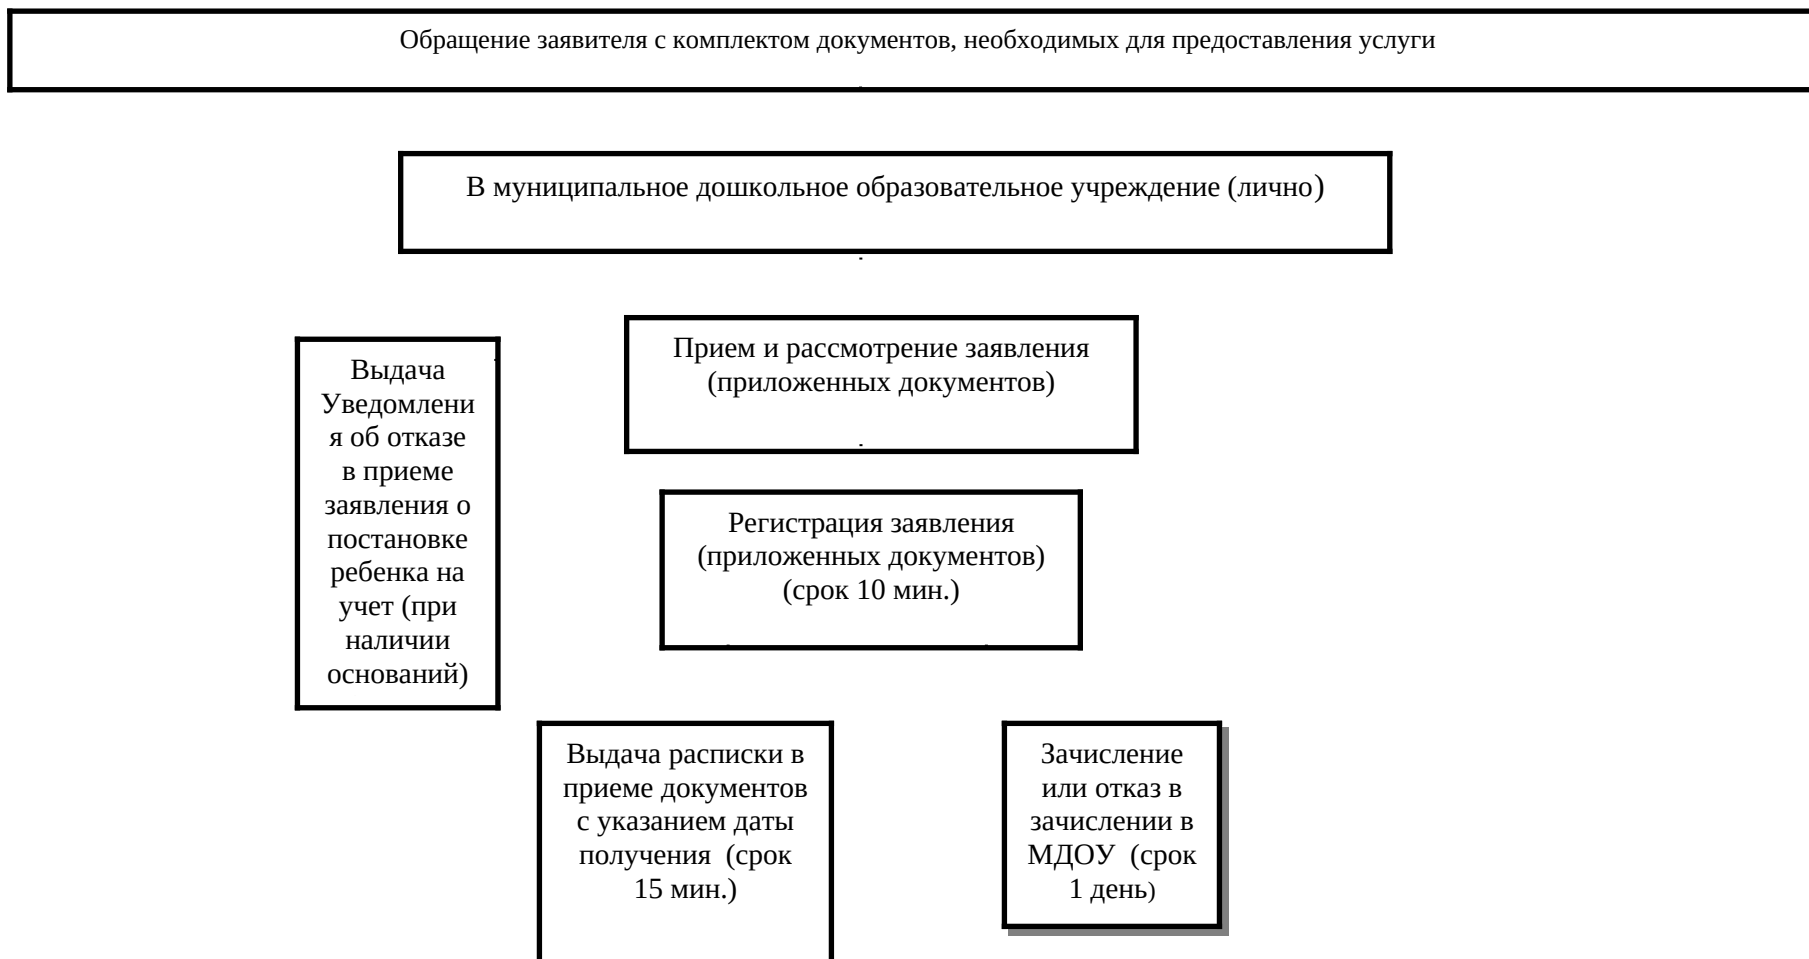 Обращение заявителя с комплектом документов, необходимых для предоставления услуги
В муниципальное дошкольное образовательное учреждение (лично)
Прием и рассмотрение заявления
(приложенных документов)
Выдача
Уведомлени
я об отказе
в приеме
заявления о
постановке
ребенка на
учет (при
наличии
оснований)
Регистрация заявления
(приложенных документов)
(срок 10 мин.)
Выдача расписки в
приеме документов
с указанием даты
получения  (срок
15 мин.)
Зачисление
или отказ в
зачислении в
МДОУ  (срок
1 день)